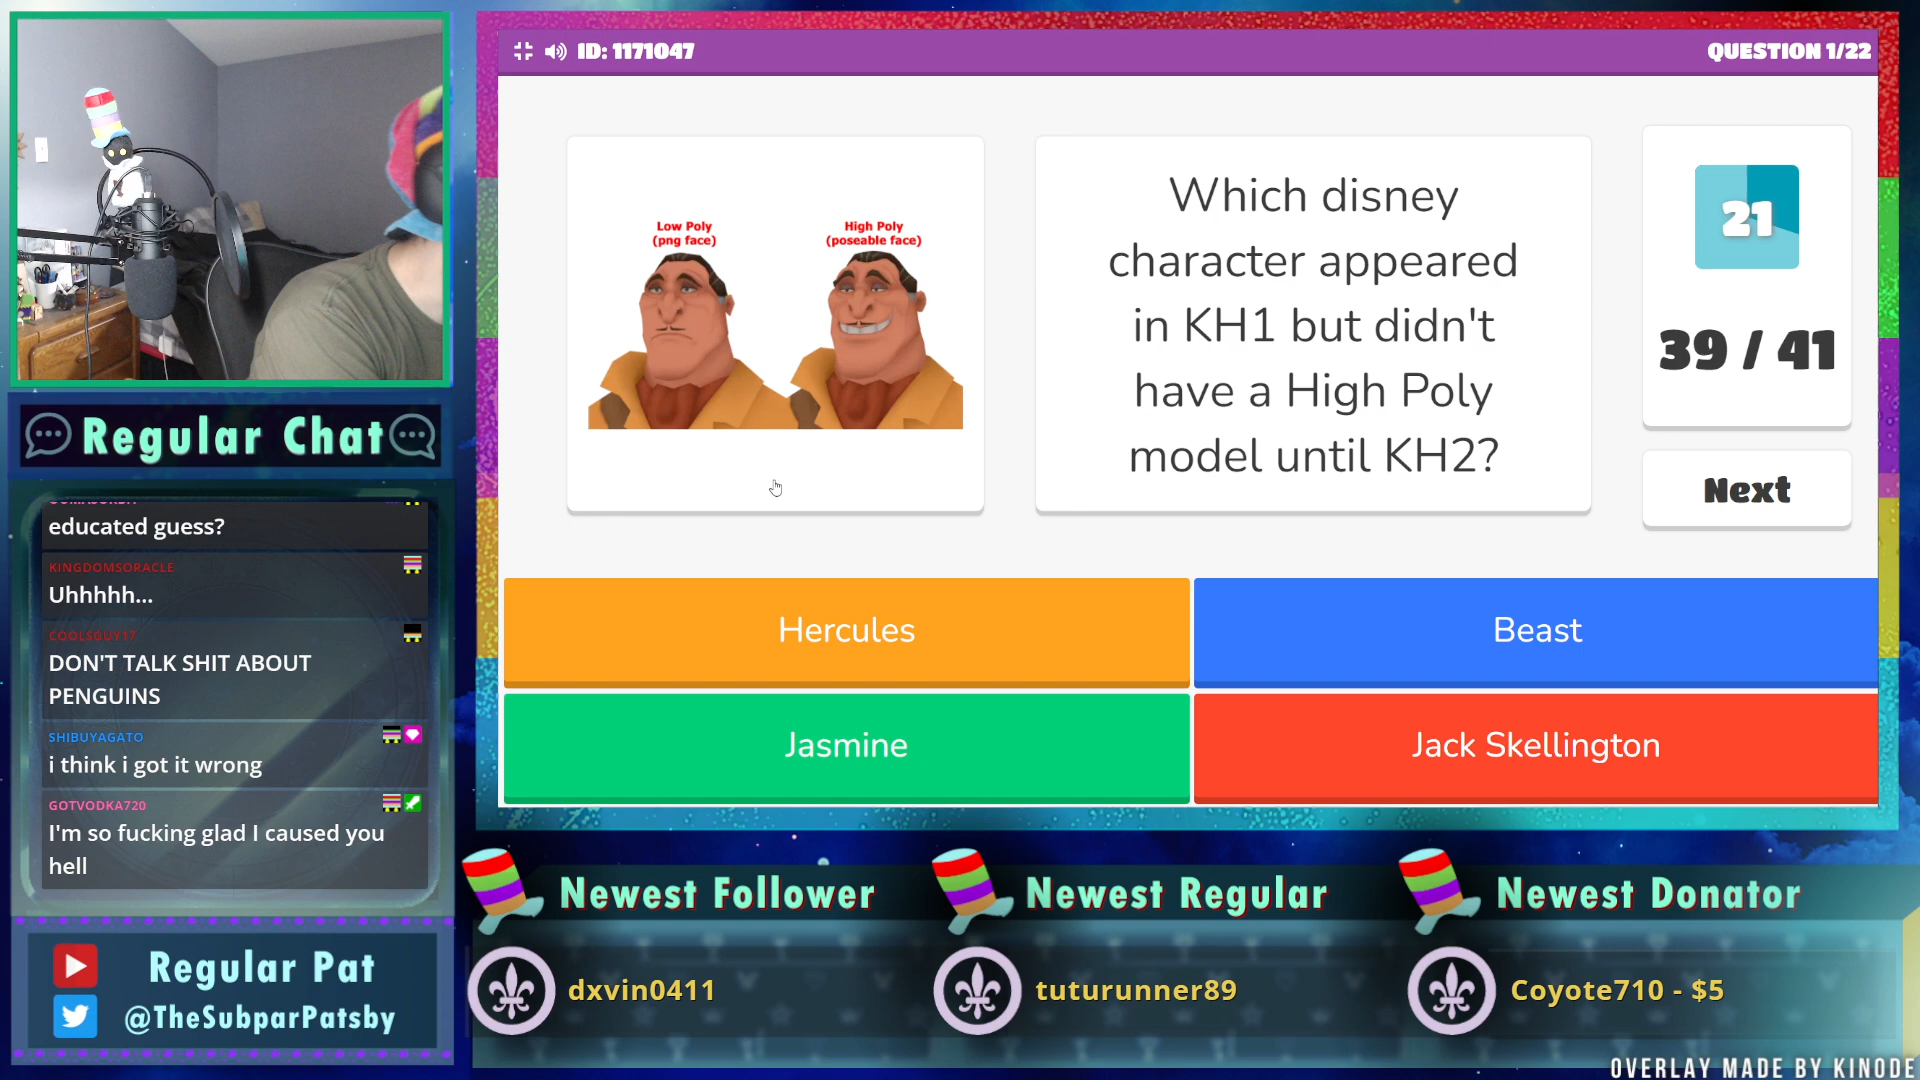 ID: 1171047
QUESTION 1/22
Low Poly
(png face)
High Poly
(poseable face)
Which disney
character appeared
in KH1 but didn't
have a High Poly
model until KH2?
21
39 / 41
Next
Hercules
Beast
Jasmine
Jack Skellington
Regular Chat
educated guess?
KINGDOMSORACLE
Uhhhhh...
COOLSGUY17
DON'T TALK SHIT ABOUT
PENGUINS
SHIBUYAGATO
i think i got it wrong
GOTVODKA720
I'm so fucking glad I caused you
hell
Regular Pat
@TheSubparPatsby
Newest Follower
dxvin0411
Newest Regular
tuturunner89
Newest Donator
Coyote710 - $5
OVERLAY MADE BY KINODE